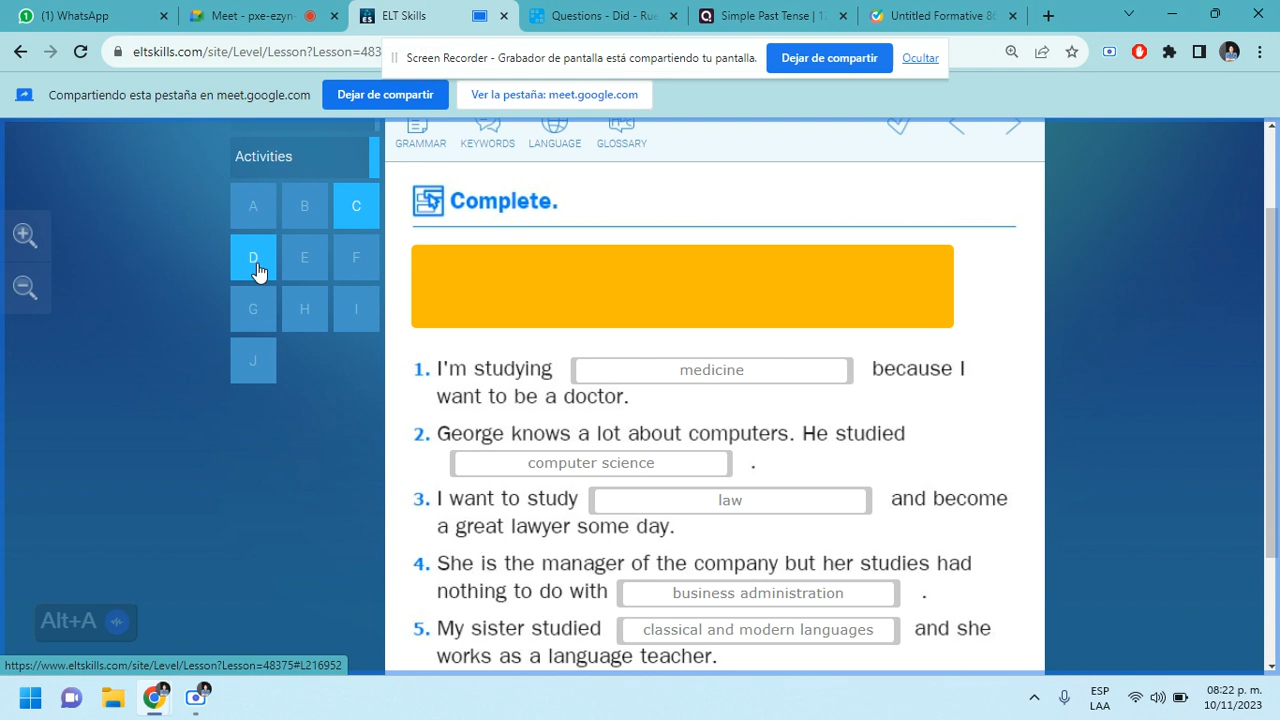 (1) WhatsApp
Meet - pxe-ezyn-
ELT Skills
Questions - Did - Rue
Simple Past Tense | 12
Untitled Formative 86
eltskills.com/site/Level/Lesson?Lesson=483
Screen Recorder - Grabador de pantalla está compartiendo tu pantalla.
Dejar de compartir
Ocultar
Compartiendo esta pestaña en meet.google.com
Dejar de compartir
Ver la pestaña: meet.google.com
GRAMMAR
KEYWORDS
LANGUAGE
GLOSSARY
Activities
A B C
D E F
G H I
J
Complete.
1. I'm studying medicine because I
want to be a doctor.
2. George knows a lot about computers. He studied
computer science .
3. I want to study law and become
a great lawyer some day.
4. She is the manager of the company but her studies had
nothing to do with business administration .
5. My sister studied classical and modern languages and she
works as a language teacher.
Alt+A
https://www.eltskills.com/site/Level/Lesson?Lesson=48375#L216952
ESP
LAA
08:22 p. m.
10/11/2023